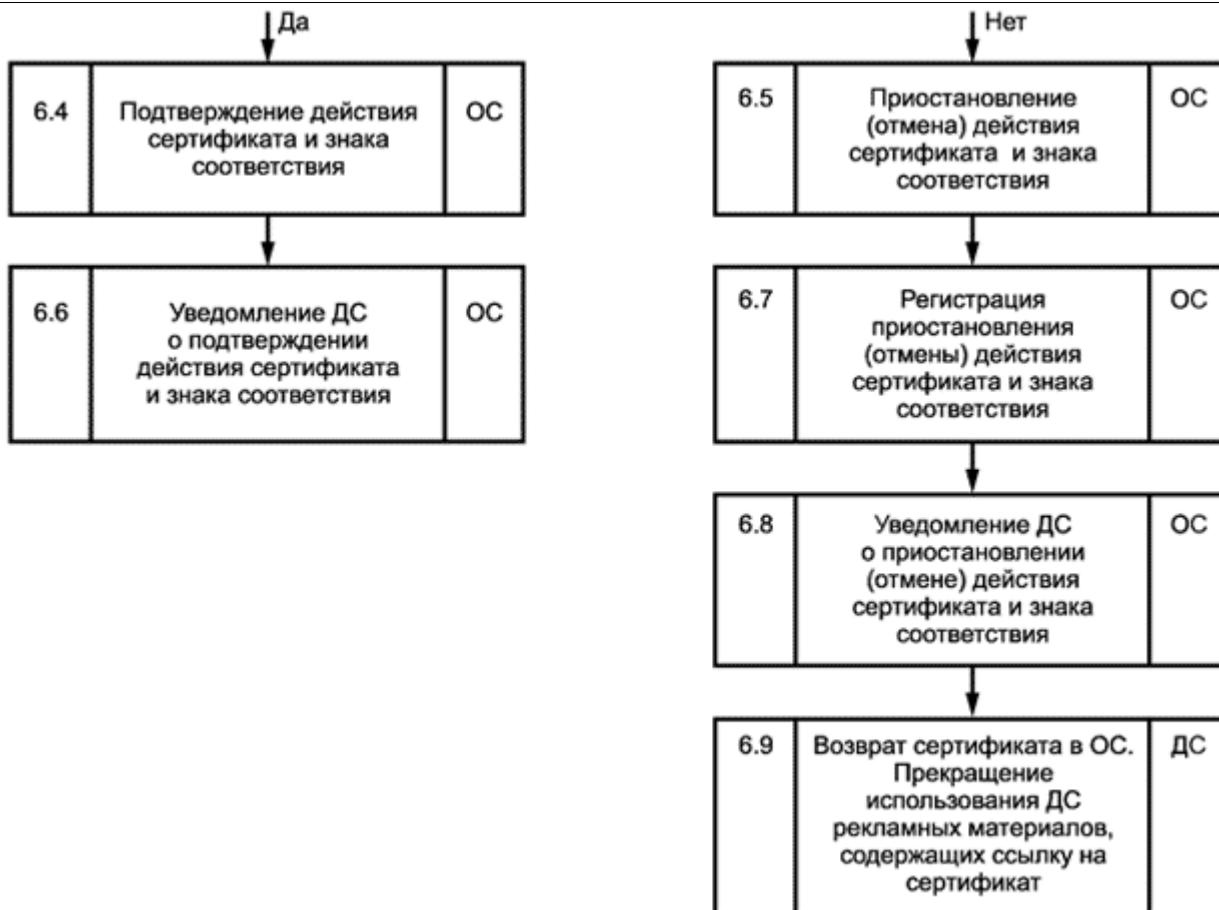 Да
6.4
Подтверждение действия
сертификата и знака
соответствия
ОС
6.6
Уведомление ДС
о подтверждении
действия сертификата
и знака соответствия
ОС
Нет
6.5
Приостановление
(отмена) действия
сертификата и знака
соответствия
ОС
6.7
Регистрация
приостановления
(отмены) действия
сертификата и знака
соответствия
ОС
6.8
Уведомление ДС
о приостановлении
(отмене) действия
сертификата и знака
соответствия
ОС
6.9
Возврат сертификата в ОС.
Прекращение
использования ДС
рекламных материалов,
содержащих ссылку на
сертификат
ДС